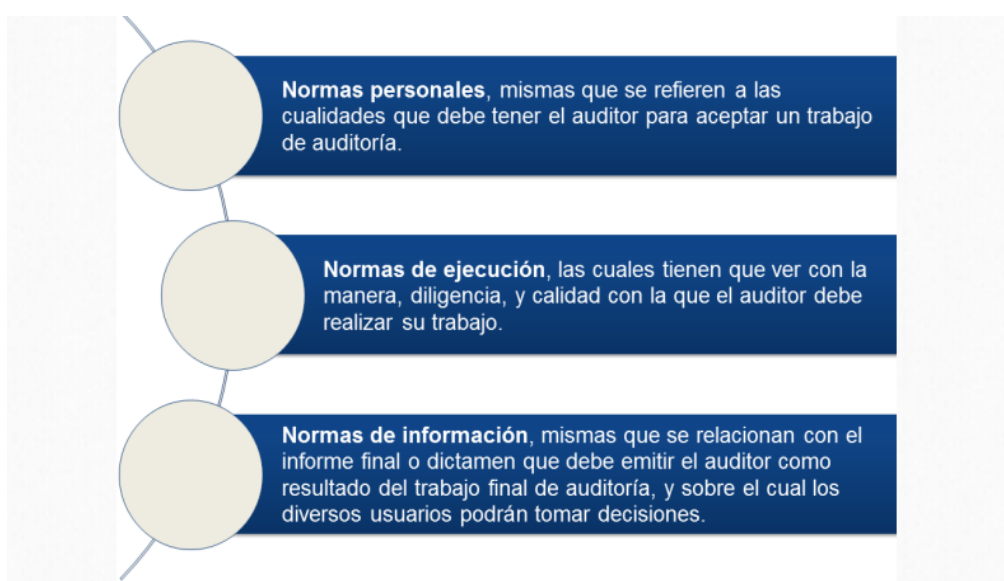 Normas personales, mismas que se refieren a las
cualidades que debe tener el auditor para aceptar un trabajo
de auditoría.
Normas de ejecución, las cuales tienen que ver con la
manera, diligencia, y calidad con la que el auditor debe
realizar su trabajo.
Normas de información, mismas que se relacionan con el
informe final o dictamen que debe emitir el auditor como
resultado del trabajo final de auditoría, y sobre el cual los
diversos usuarios podrán tomar decisiones.